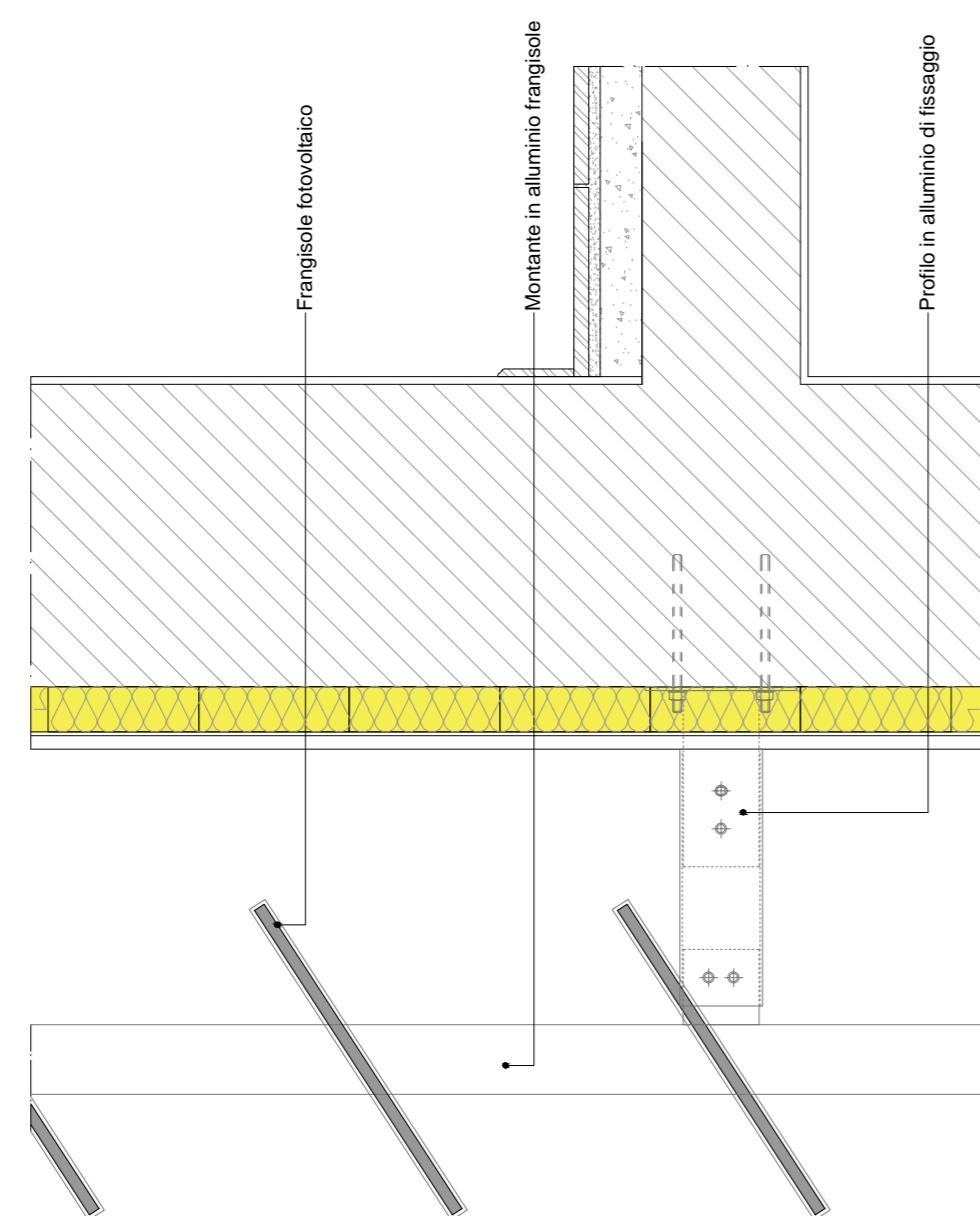 Frangisole fotovoltaico
Montante in alluminio frangisole
Profilo in alluminio di fissaggio